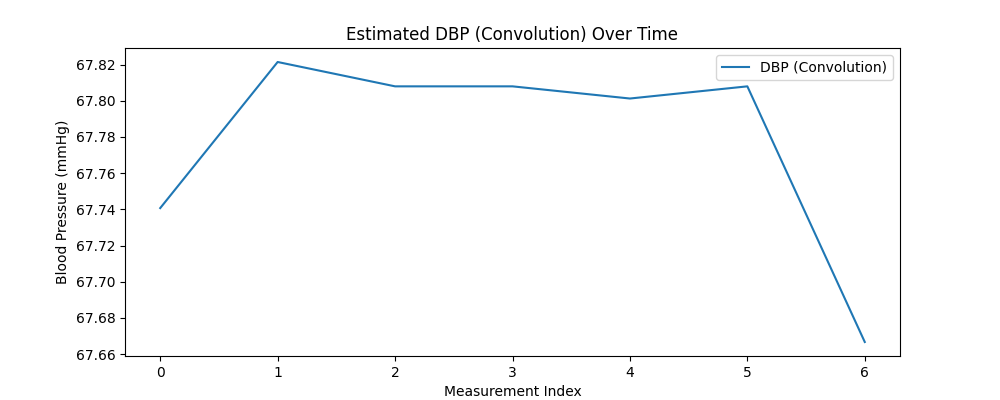 Estimated DBP (Convolution) Over Time
DBP (Convolution)
Blood Pressure (mmHg)
67.82
67.80
67.78
67.76
67.74
67.72
67.70
67.68
67.66
0 1 2 3 4 5 6
Measurement Index